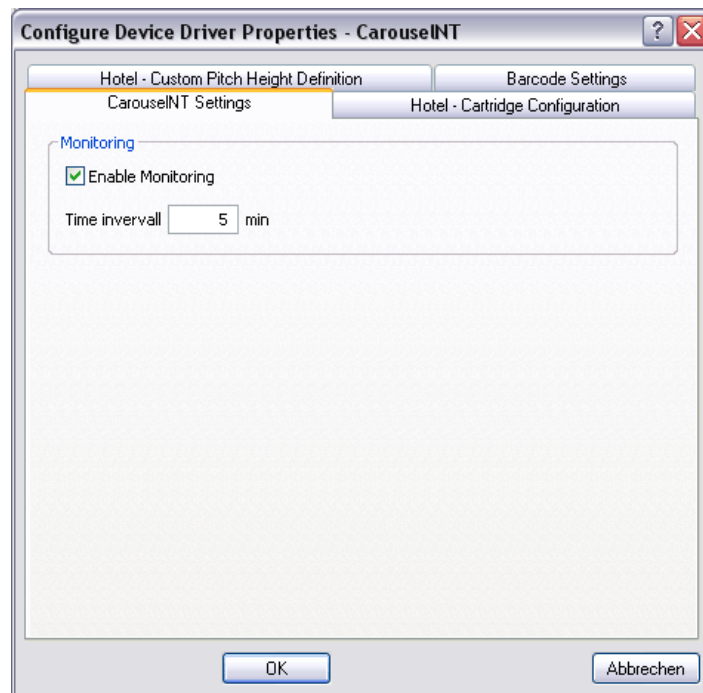 Configure Device Driver Properties - CarouselNT
?
Hotel - Custom Pitch Height Definition
Barcode Settings
CarouselNT Settings
Hotel - Cartridge Configuration
Monitoring
Enable Monitoring
Time invervall 5 min
OK
Abbrechen